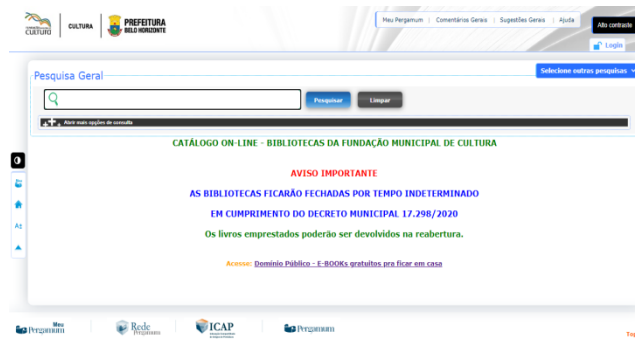 CULTURA
CULTURA
PREFEITURA
BELO HORIZONTE
Meu Pergamum | Comentários Gerais | Sugestões Gerais | Ajuda
Alto contraste
Login
Pesquisa Geral
Selecione outras pesquisas
Pesquisar
Limpar
Abrir mais opções de consulta
CATÁLOGO ON-LINE - BIBLIOTECAS DA FUNDAÇÃO MUNICIPAL DE CULTURA
AVISO IMPORTANTE
AS BIBLIOTECAS FICARÃO FECHADAS POR TEMPO INDETERMINADO
EM CUMPRIMENTO DO DECRETO MUNICIPAL 17.298/2020
Os livros emprestados poderão ser devolvidos na reabertura.
Acesse: Domínio Público - E-BOOKs gratuitos pra ficar em casa
Meu
Pergamum
Rede
Pergamum
ICAP
Pergamum